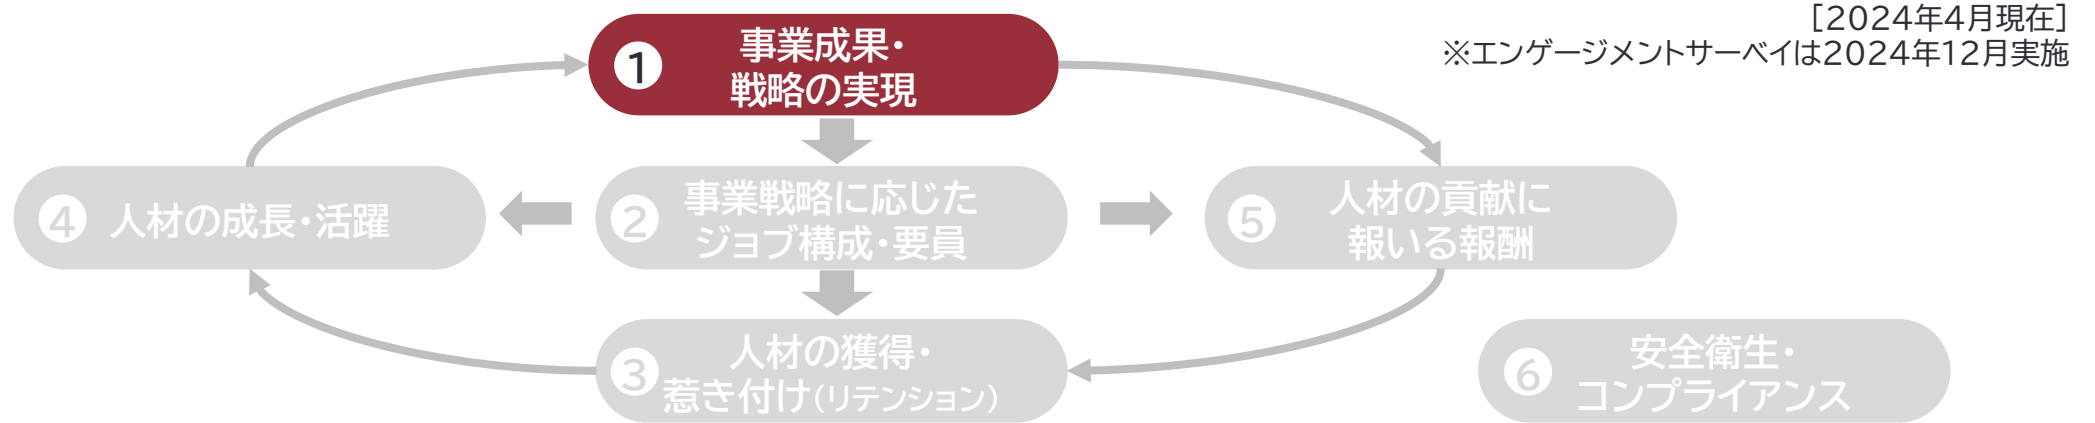 [2024年4月現在]
※エンゲージメントサーベイは2024年12月実施
1 事業成果・
戦略の実現
4 人材の成長・活躍
2 事業戦略に応じた
ジョブ構成・要員
5 人材の貢献に
報いる報酬
3 人材の獲得・
惹き付け(リテンション)
6 安全衛生・
コンプライアンス